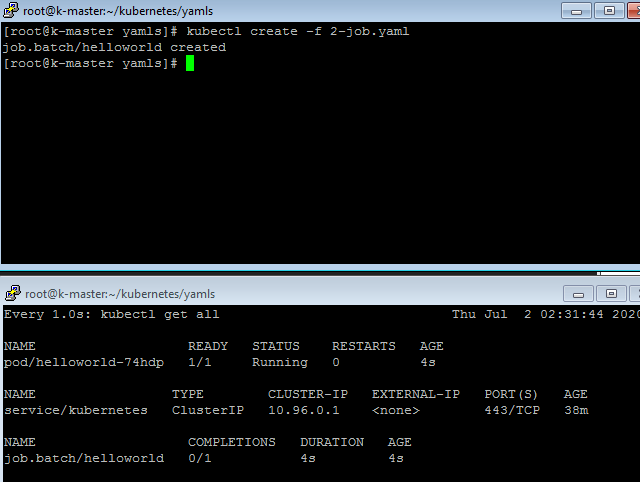 root@k-master:~/kubernetes/yamls
[root@k-master yamls]# kubectl create -f 2-job.yaml
job.batch/helloworld created
[root@k-master yamls]#
root@k-master:~/kubernetes/yamls
Every 1.0s: kubectl get all Thu Jul 2 02:31:44 2020
NAME READY STATUS RESTARTS AGE
pod/helloworld-74hdp 1/1 Running 0 4s
NAME TYPE CLUSTER-IP EXTERNAL-IP PORT(S) AGE
service/kubernetes ClusterIP 10.96.0.1 <none> 443/TCP 38m
NAME COMPLETIONS DURATION AGE
job.batch/helloworld 0/1 4s 4s